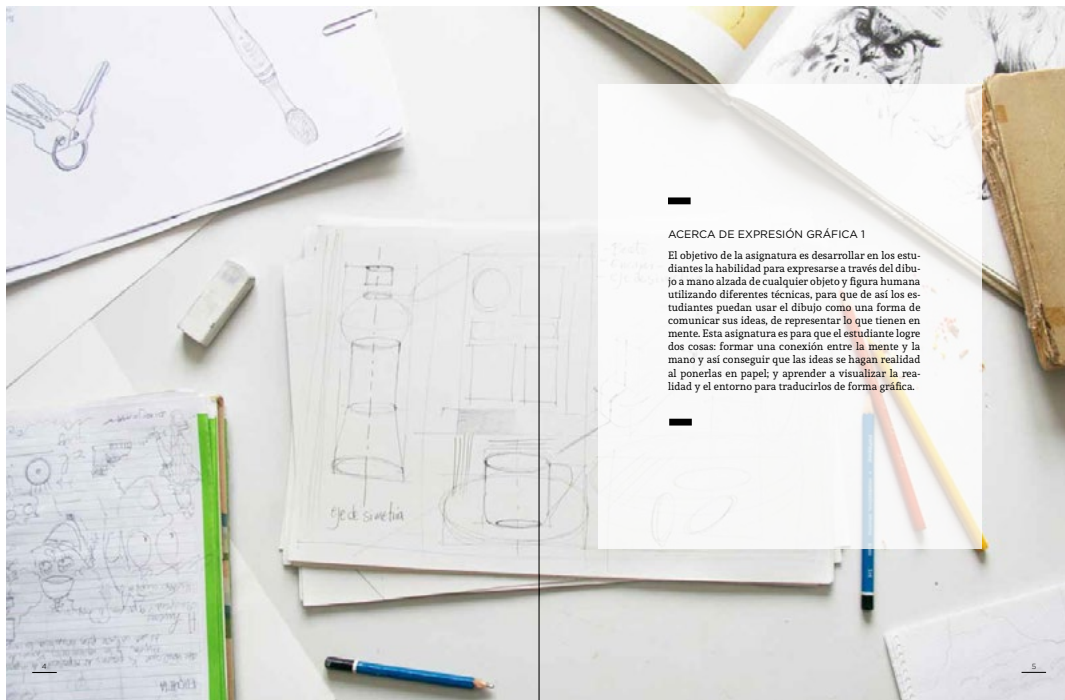 ACERCA DE EXPRESIÓN GRÁFICA 1
El objetivo de la asignatura es desarrollar en los estu-
diantes la habilidad para expresarse a través del dibu-
jo a mano alzada de cualquier objeto y figura humana
utilizando diferentes técnicas, para que de así los es-
tudiantes puedan usar el dibujo como una forma de
comunicar sus ideas, de representar lo que tienen en
mente. Esta asignatura es para que el estudiante logre
dos cosas: formar una conexión entre la mente y la
mano y así conseguir que las ideas se hagan realidad
al ponerlas en papel; y aprender a visualizar la rea-
lidad y el entorno para traducirlos de forma gráfica.
eje de simetría
4
5